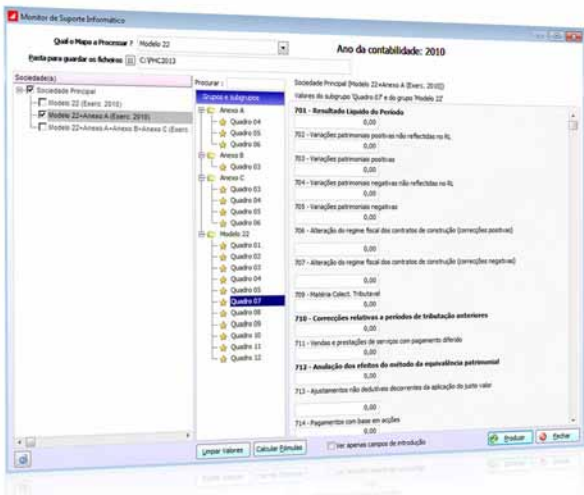 Monitor de Suporte Informático
Qual o Mapa a Processar ? Modelo 22
Ano da contabilidade: 2010
Pasta para guardar os ficheiros C:\PHC2013
Sociedade(s)
Sociedade Principal
Modelo 22 (Exerc. 2010)
Modelo 22+Anexo A (Exerc. 2010)
Modelo 22+Anexo A+Anexo B+Anexo C (Exerc.
Procurar :
Grupos e subgrupos
Anexo A
Quadro 04
Quadro 05
Quadro 06
Anexo B
Quadro 03
Anexo C
Quadro 03
Quadro 04
Quadro 05
Quadro 06
Modelo 22
Quadro 01
Quadro 02
Quadro 03
Quadro 04
Quadro 05
Quadro 07
Quadro 08
Quadro 09
Quadro 10
Quadro 11
Quadro 12
Sociedade Principal [Modelo 22+Anexo A (Exerc. 2010)]
Valores do subgrupo 'Quadro 07' e do grupo 'Modelo 22'
701 - Resultado Líquido do Período
0,00
702 - Variações patrimoniais positivas não reflectidas no RL
0,00
703 - Variações patrimoniais positivas
0,00
704 - Variações patrimoniais negativas não reflectidas no RL
0,00
705 - Variações patrimoniais negativas
0,00
706 - Alteração do regime fiscal dos contratos de construção (correcções positivas)
0,00
707 - Alteração do regime fiscal dos contratos de construção (correcções negativas)
0,00
709 - Matéria Colect. Tributavel
0,00
710 - Correcções relativas a períodos de tributação anteriores
0,00
711 - Vendas e prestações de serviços com pagamento diferido
0,00
712 - Anulação dos efeitos do método da equivalência patrimonial
0,00
713 - Ajustamentos não dedutíveis decorrentes da aplicação do justo valor
0,00
714 - Pagamentos com base em acções
0,00
Limpar Valores
Calcular Fórmulas
Ver apenas campos de introdução
Produzir
Fechar